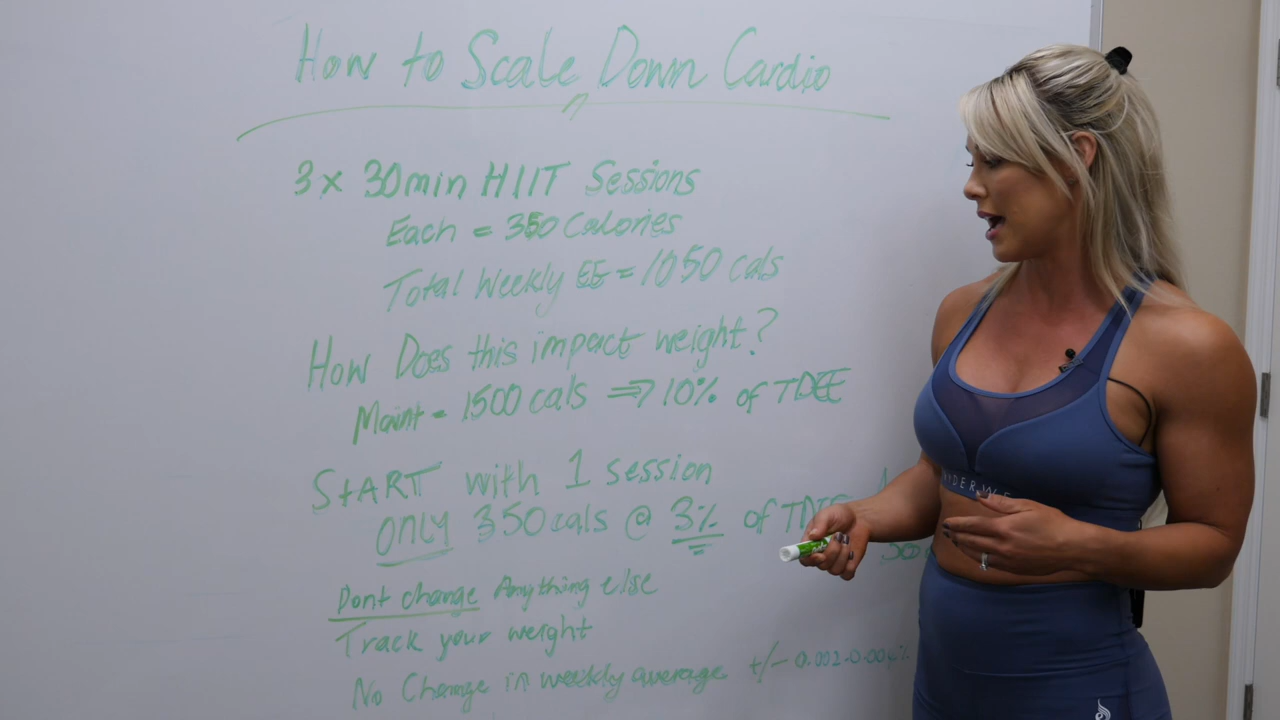 How to Scale Down Cardio
3 x 30min HIIT Sessions
Each = 350 Calories
Total Weekly EE = 1050 cals
How Does this impact weight?
Maint = 1500 cals ⇒ 10% of TDEE
StART with 1 session
ONLY 350 cals @ 3% of TDEE
Dont change Anything else
Track your weight
No Change in weekly average +/- 0.002-0.004%